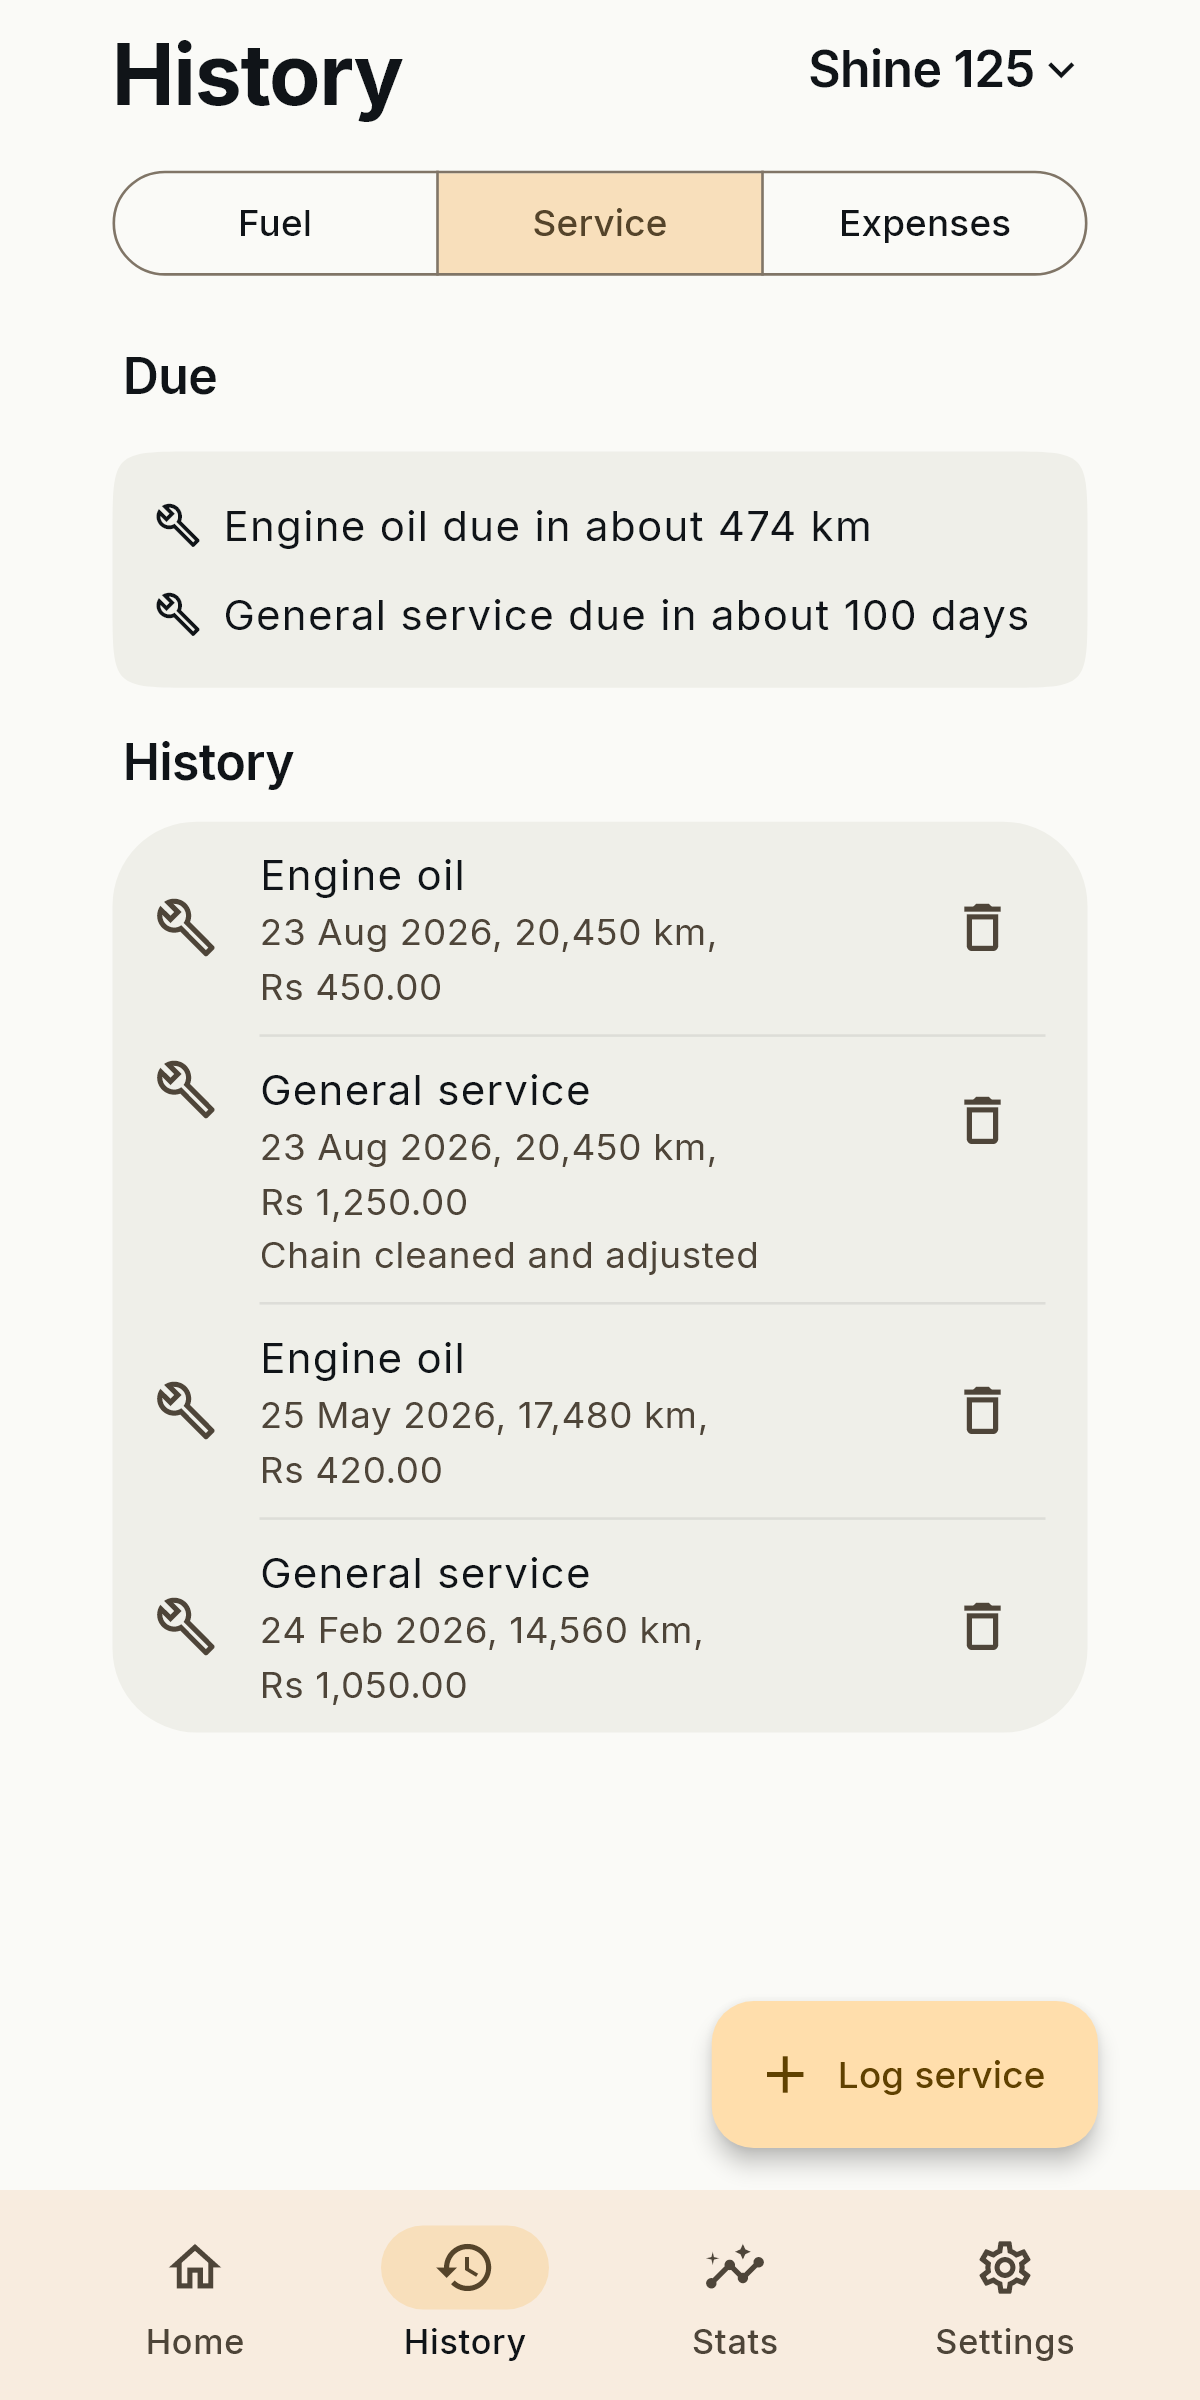 History
Shine 125
Fuel
Service
Expenses
Due
Engine oil due in about 474 km
General service due in about 100 days
History
Engine oil
23 Aug 2026, 20,450 km,
Rs 450.00
General service
23 Aug 2026, 20,450 km,
Rs 1,250.00
Chain cleaned and adjusted
Engine oil
25 May 2026, 17,480 km,
Rs 420.00
General service
24 Feb 2026, 14,560 km,
Rs 1,050.00
Log service
Home
History
Stats
Settings